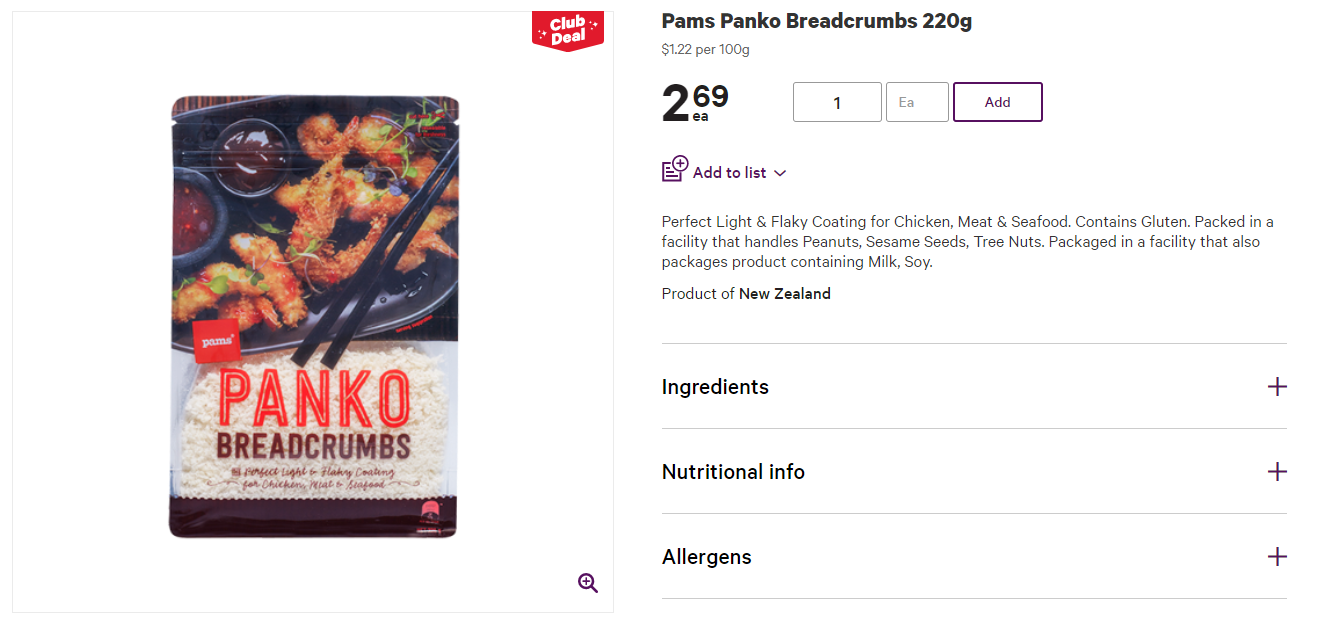 Club
Deal
pams
PANKO
BREADCRUMBS
Perfect Light & Flaky Coating
for Chicken, Meat & Seafood
Pams Panko Breadcrumbs 220g
$1.22 per 100g
2 69
ea
1
Ea
Add
Add to list
Perfect Light & Flaky Coating for Chicken, Meat & Seafood. Contains Gluten. Packed in a
facility that handles Peanuts, Sesame Seeds, Tree Nuts. Packaged in a facility that also
packages product containing Milk, Soy.
Product of New Zealand
Ingredients
Nutritional info
Allergens